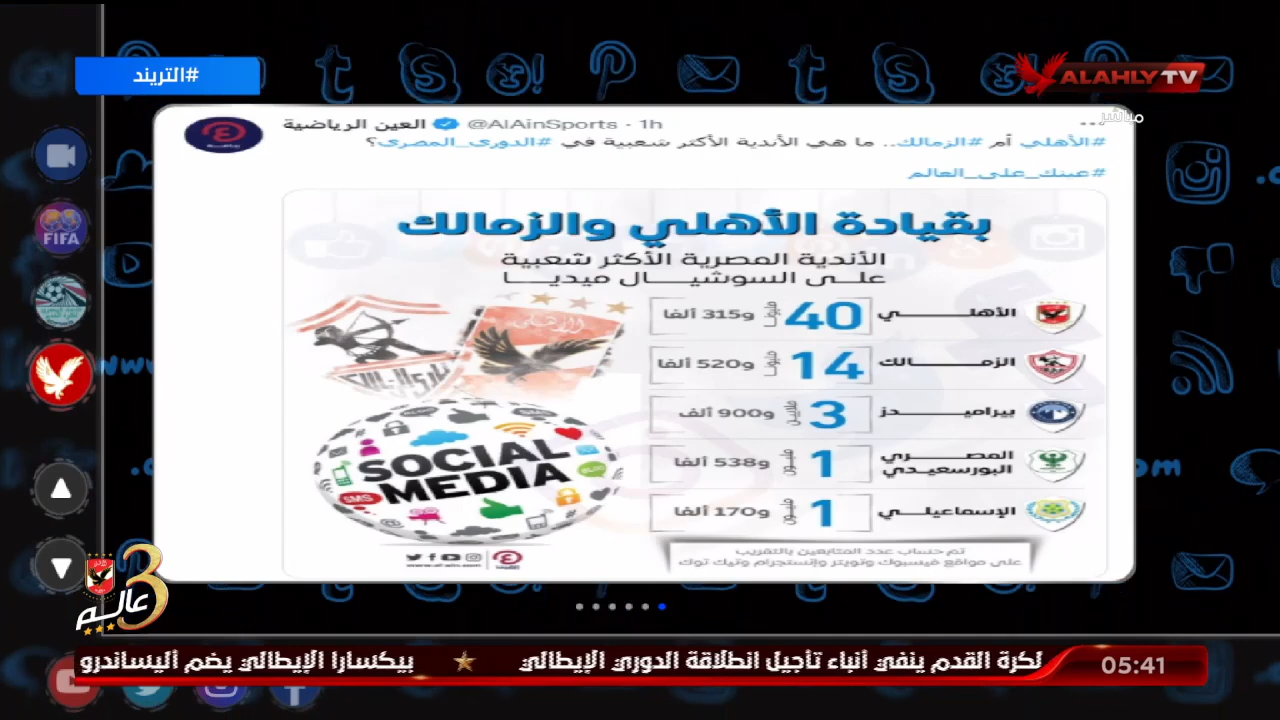 #التريند
ALAHLY TV
مباشر
العين الرياضية @AlAinSports · 1h
#الأهلي أم #الزمالك.. ما هي الأندية الأكثر شعبية في #الدوري_المصري؟
#عينك_على_العالم
بقيادة الأهلي والزمالك
الأندية المصرية الأكثر شعبية
على السوشيال ميديا
الأهلي 40 مليونا و315 ألفا
الزمالك 14 مليونا و520 ألفا
بيراميدز 3 ملايين و900 ألف
المصري البورسعيدي 1 مليون و538 ألفا
الإسماعيلي 1 مليون و170 ألفا
تم حساب عدد المتابعين بالتقريب
على مواقع فيسبوك وتويتر وإنستجرام وتيك توك
SOCIAL
MEDIA
SMS
FIFA
3 عالم
لكرة القدم ينفي أنباء تأجيل انطلاقة الدوري الإيطالي ★ بيكسارا الإيطالي يضم أليساندرو
05:41